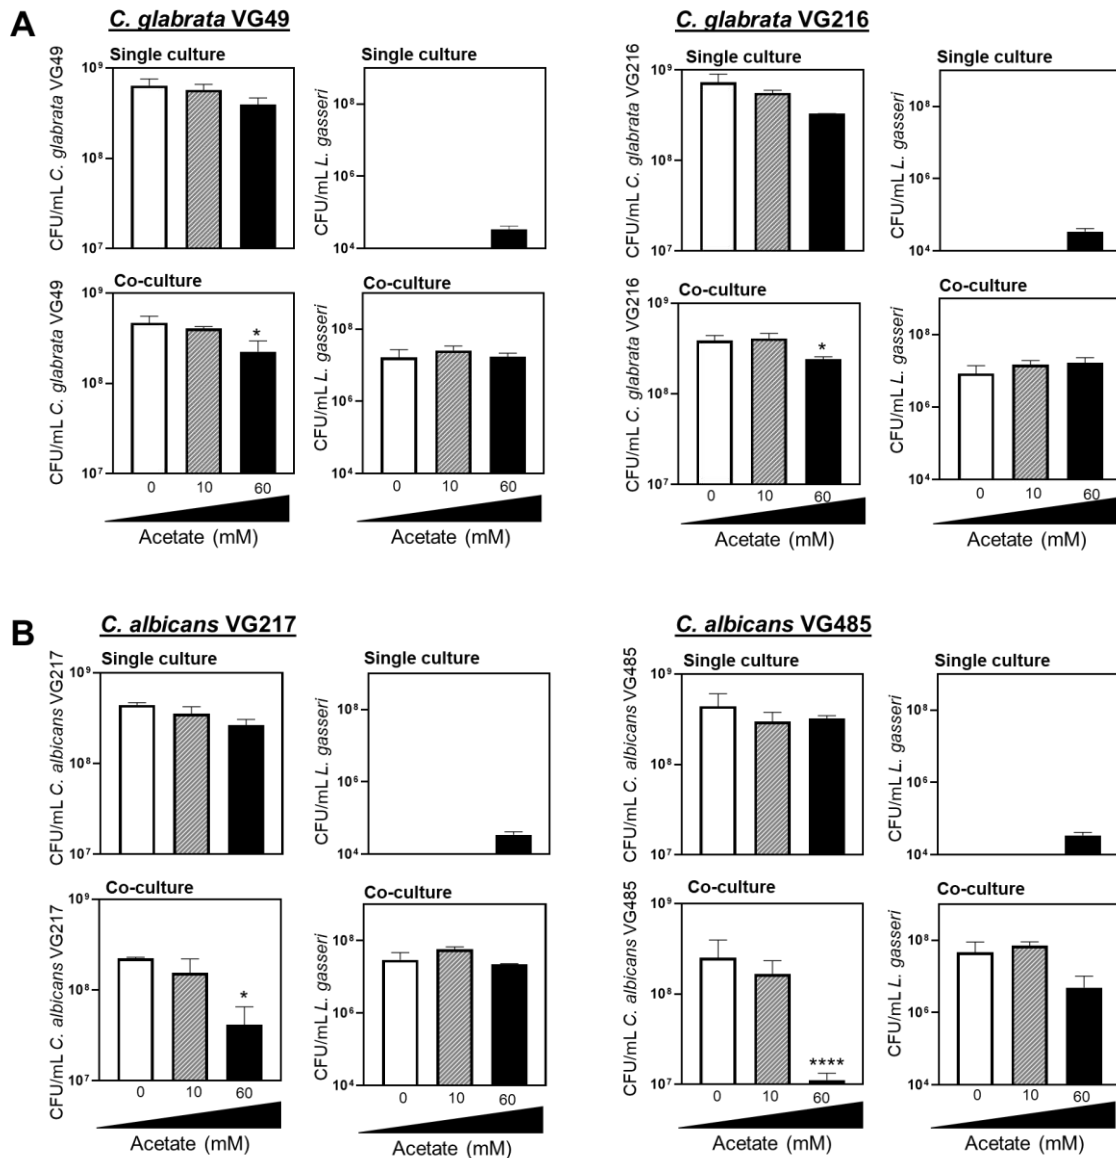 A
C. glabrata VG49
Single culture
CFU/mL C. glabrata VG49
10⁹
10⁸
10⁷
CFU/mL L. gasseri
10⁸
10⁶
10⁴
Co-culture
CFU/mL C. glabrata VG49
10⁹
10⁸
10⁷
*
0 10 60
Acetate (mM)
CFU/mL L. gasseri
10⁸
10⁶
10⁴
0 10 60
Acetate (mM)
C. glabrata VG216
Single culture
CFU/mL C. glabrata VG216
10⁹
10⁸
10⁷
CFU/mL L. gasseri
10⁸
10⁶
10⁴
Co-culture
CFU/mL C. glabrata VG216
10⁹
10⁸
10⁷
*
0 10 60
Acetate (mM)
Co-culture
CFU/mL L. gasseri
10⁸
10⁶
10⁴
0 10 60
Acetate (mM)
B
C. albicans VG217
Single culture
CFU/mL C. albicans VG217
10⁹
10⁸
10⁷
Single culture
CFU/mL L. gasseri
10⁸
10⁶
10⁴
Co-culture
CFU/mL C. albicans VG217
10⁹
10⁸
10⁷
*
0 10 60
Acetate (mM)
Co-culture
CFU/mL L. gasseri
10⁸
10⁶
10⁴
0 10 60
Acetate (mM)
C. albicans VG485
Single culture
CFU/mL C. albicans VG485
10⁹
10⁸
10⁷
Single culture
CFU/mL L. gasseri
10⁸
10⁶
10⁴
Co-culture
CFU/mL C. albicans VG485
10⁹
10⁸
10⁷
****
0 10 60
Acetate (mM)
Co-culture
CFU/mL L. gasseri
10⁸
10⁶
10⁴
0 10 60
Acetate (mM)